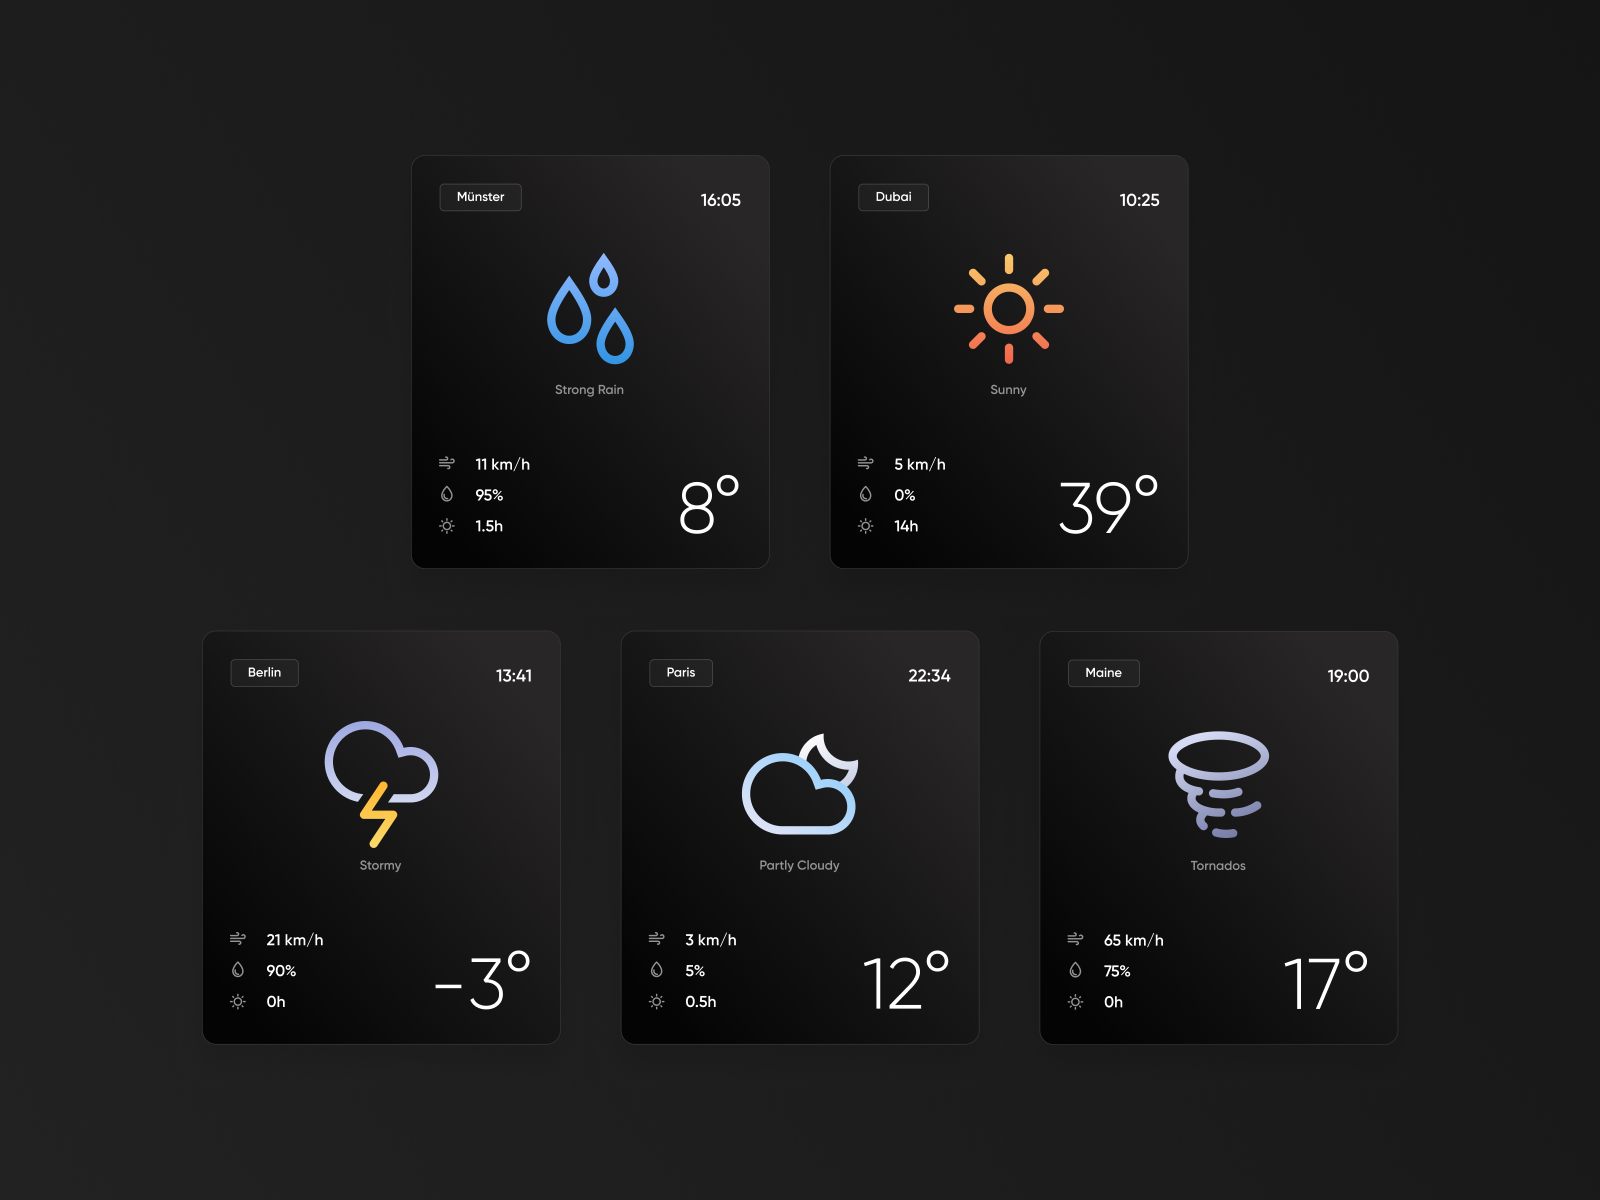 Münster
16:05
Strong Rain
11 km/h
95%
1.5h
8°
Dubai
10:25
Sunny
5 km/h
0%
14h
39°
Berlin
13:41
Stormy
21 km/h
90%
0h
-3°
Paris
22:34
Partly Cloudy
3 km/h
5%
0.5h
12°
Maine
19:00
Tornados
65 km/h
75%
0h
17°